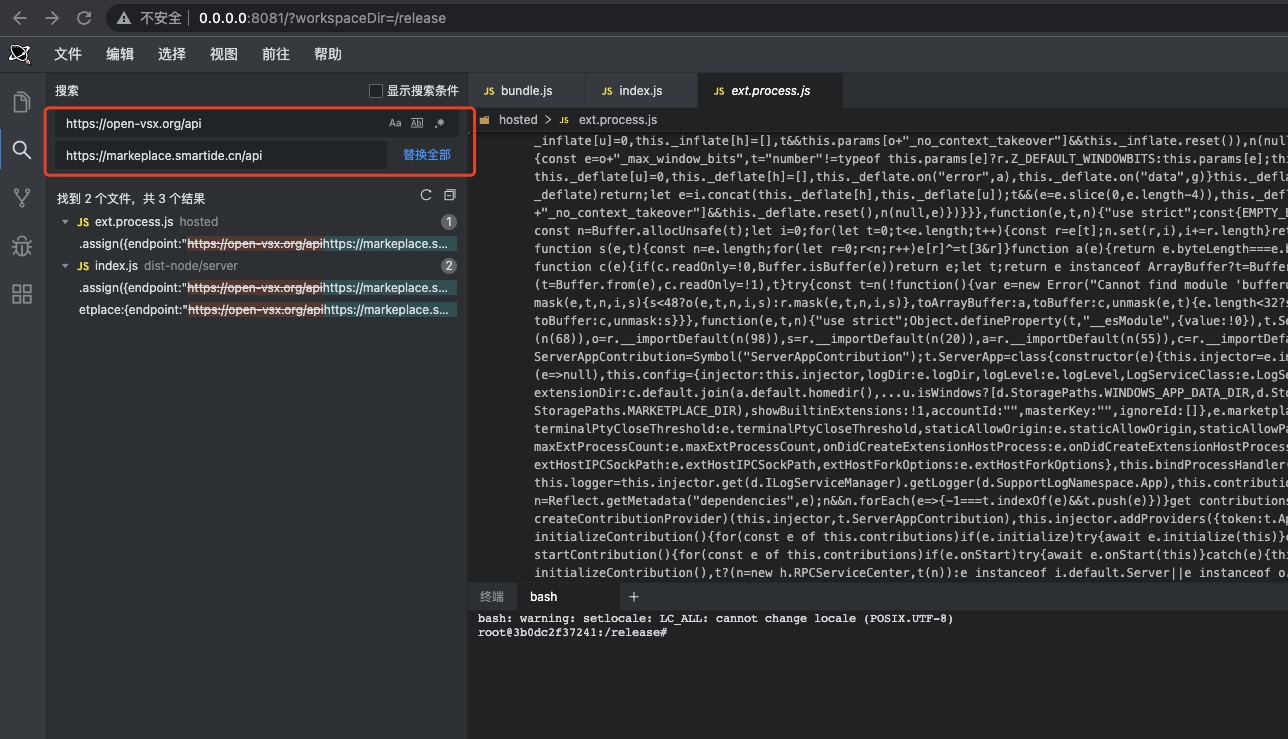 不安全 | 0.0.0.0:8081/?workspaceDir=/release
文件 编辑 选择 视图 前往 帮助
搜索 显示搜索条件
https://open-vsx.org/api Aa Ab .*
https://markeplace.smartide.cn/api 替换全部
找到 2 个文件，共 3 个结果
JS ext.process.js hosted 1
.assign({endpoint:"https://open-vsx.org/apihttps://markeplace.s...
JS index.js dist-node/server 2
.assign({endpoint:"https://open-vsx.org/apihttps://markeplace.s...
etplace:{endpoint:"https://open-vsx.org/apihttps://markeplace.s...
JS bundle.js JS index.js JS ext.process.js
hosted > JS ext.process.js
_inflate[u]=0,this._inflate[h]=[],t&&this.params[o+"_no_context_takeover"]&&this._inflate.reset()),n(null
{const e=o+"_max_window_bits",t="number"!=typeof this.params[e]?r.Z_DEFAULT_WINDOWBITS:this.params[e];th
this._deflate[u]=0,this._deflate[h]=[],this._deflate.on("error",a),this._deflate.on("data",g)}this._defla
_deflate)return;let e=i.concat(this._deflate[h],this._deflate[u]);t&&(e=e.slice(0,e.length-4)),this._def
+"_no_context_takeover"]&&this._deflate.reset(),n(null,e)})}}},function(e,t,n){"use strict";const{EMPTY_B
const n=Buffer.allocUnsafe(t);let i=0;for(let t=0;t<e.length;t++){const r=e[t];n.set(r,i),i+=r.length}ret
function s(e,t){const n=e.length;for(let r=0;r<n;r++)e[r]^=t[3&r]}function a(e){return e.byteLength===e.b
function c(e){if(c.readOnly=!0,Buffer.isBuffer(e))return e;let t;return e instanceof ArrayBuffer?t=Buffer
(t=Buffer.from(e),c.readOnly=!1),t}try{const t=n(!function(){var e=new Error("Cannot find module 'bufferu
mask(e,t,n,i,s){s<48?o(e,t,n,i,s):r.mask(e,t,n,i,s)},toArrayBuffer:a,toBuffer:c,unmask(e,t){e.length<32?s
toBuffer:c,unmask:s}}},function(e,t,n){"use strict";Object.defineProperty(t,"__esModule",{value:!0}),t.Se
(n(68)),o=r.__importDefault(n(98)),s=r.__importDefault(n(20)),a=r.__importDefault(n(55)),c=r.__importDefa
ServerAppContribution=Symbol("ServerAppContribution");t.ServerApp=class{constructor(e){this.injector=e.in
(e=>null),this.config={injector:this.injector,logDir:e.logDir,logLevel:e.logLevel,LogServiceClass:e.LogSe
extensionDir:c.default.join(a.default.homedir(),...u.isWindows?[d.StoragePaths.WINDOWS_APP_DATA_DIR,d.Sto
StoragePaths.MARKETPLACE_DIR),showBuiltinExtensions:!1,accountId:"",masterKey:"",ignoreId:[]},e.marketpla
terminalPtyCloseThreshold:e.terminalPtyCloseThreshold,staticAllowOrigin:e.staticAllowOrigin,staticAllowPa
maxExtProcessCount:e.maxExtProcessCount,onDidCreateExtensionHostProcess:e.onDidCreateExtensionHostProcess
extHostIPCSockPath:e.extHostIPCSockPath,extHostForkOptions:e.extHostForkOptions},this.bindProcessHandler(
this.logger=this.injector.get(d.ILogServiceManager).getLogger(d.SupportLogNamespace.App),this.contributio
n=Reflect.getMetadata("dependencies",e);n&&n.forEach(e=>{-1===t.indexOf(e)&&t.push(e)})}get contributions
createContributionProvider)(this.injector,t.ServerAppContribution),this.injector.addProviders({token:t.Ap
initializeContribution(){for(const e of this.contributions)if(e.initialize)try{await e.initialize(this)}c
startContribution(){for(const e of this.contributions)if(e.onStart)try{await e.onStart(this)}catch(e){thi
initializeContribution(),t?(n=new h.RPCServiceCenter,t(n)):e instanceof i.default.Server||e instanceof o.
终端 bash +
bash: warning: setlocale: LC_ALL: cannot change locale (POSIX.UTF-8)
root@3b0dc2f37241:/release#